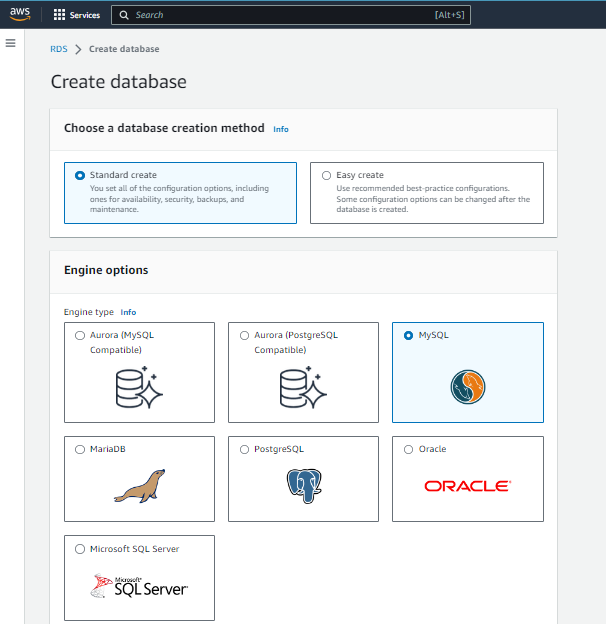 aws
Services
Search
[Alt+S]
RDS > Create database
Create database
Choose a database creation method Info
Standard create
You set all of the configuration options, including
ones for availability, security, backups, and
maintenance.
Easy create
Use recommended best-practice configurations.
Some configuration options can be changed after the
database is created.
Engine options
Engine type Info
Aurora (MySQL
Compatible)
Aurora (PostgreSQL
Compatible)
MySQL
MariaDB
PostgreSQL
Oracle
ORACLE
Microsoft SQL Server
Microsoft
SQL Server